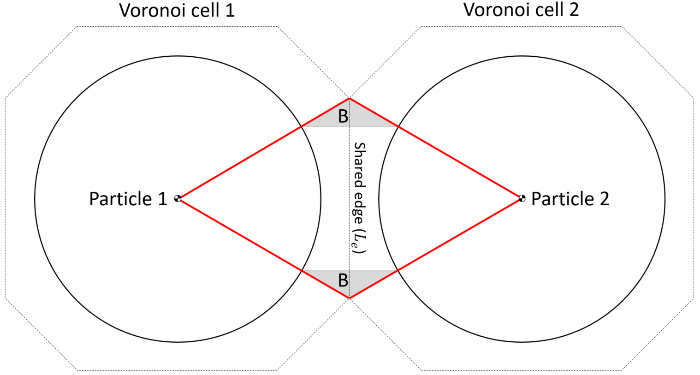 Voronoi cell 1
Voronoi cell 2
B
Particle 1
Shared edge (Lₑ)
Particle 2
B